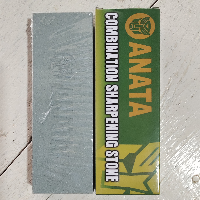 ANATA
COMBINATION SHARPENING STONE